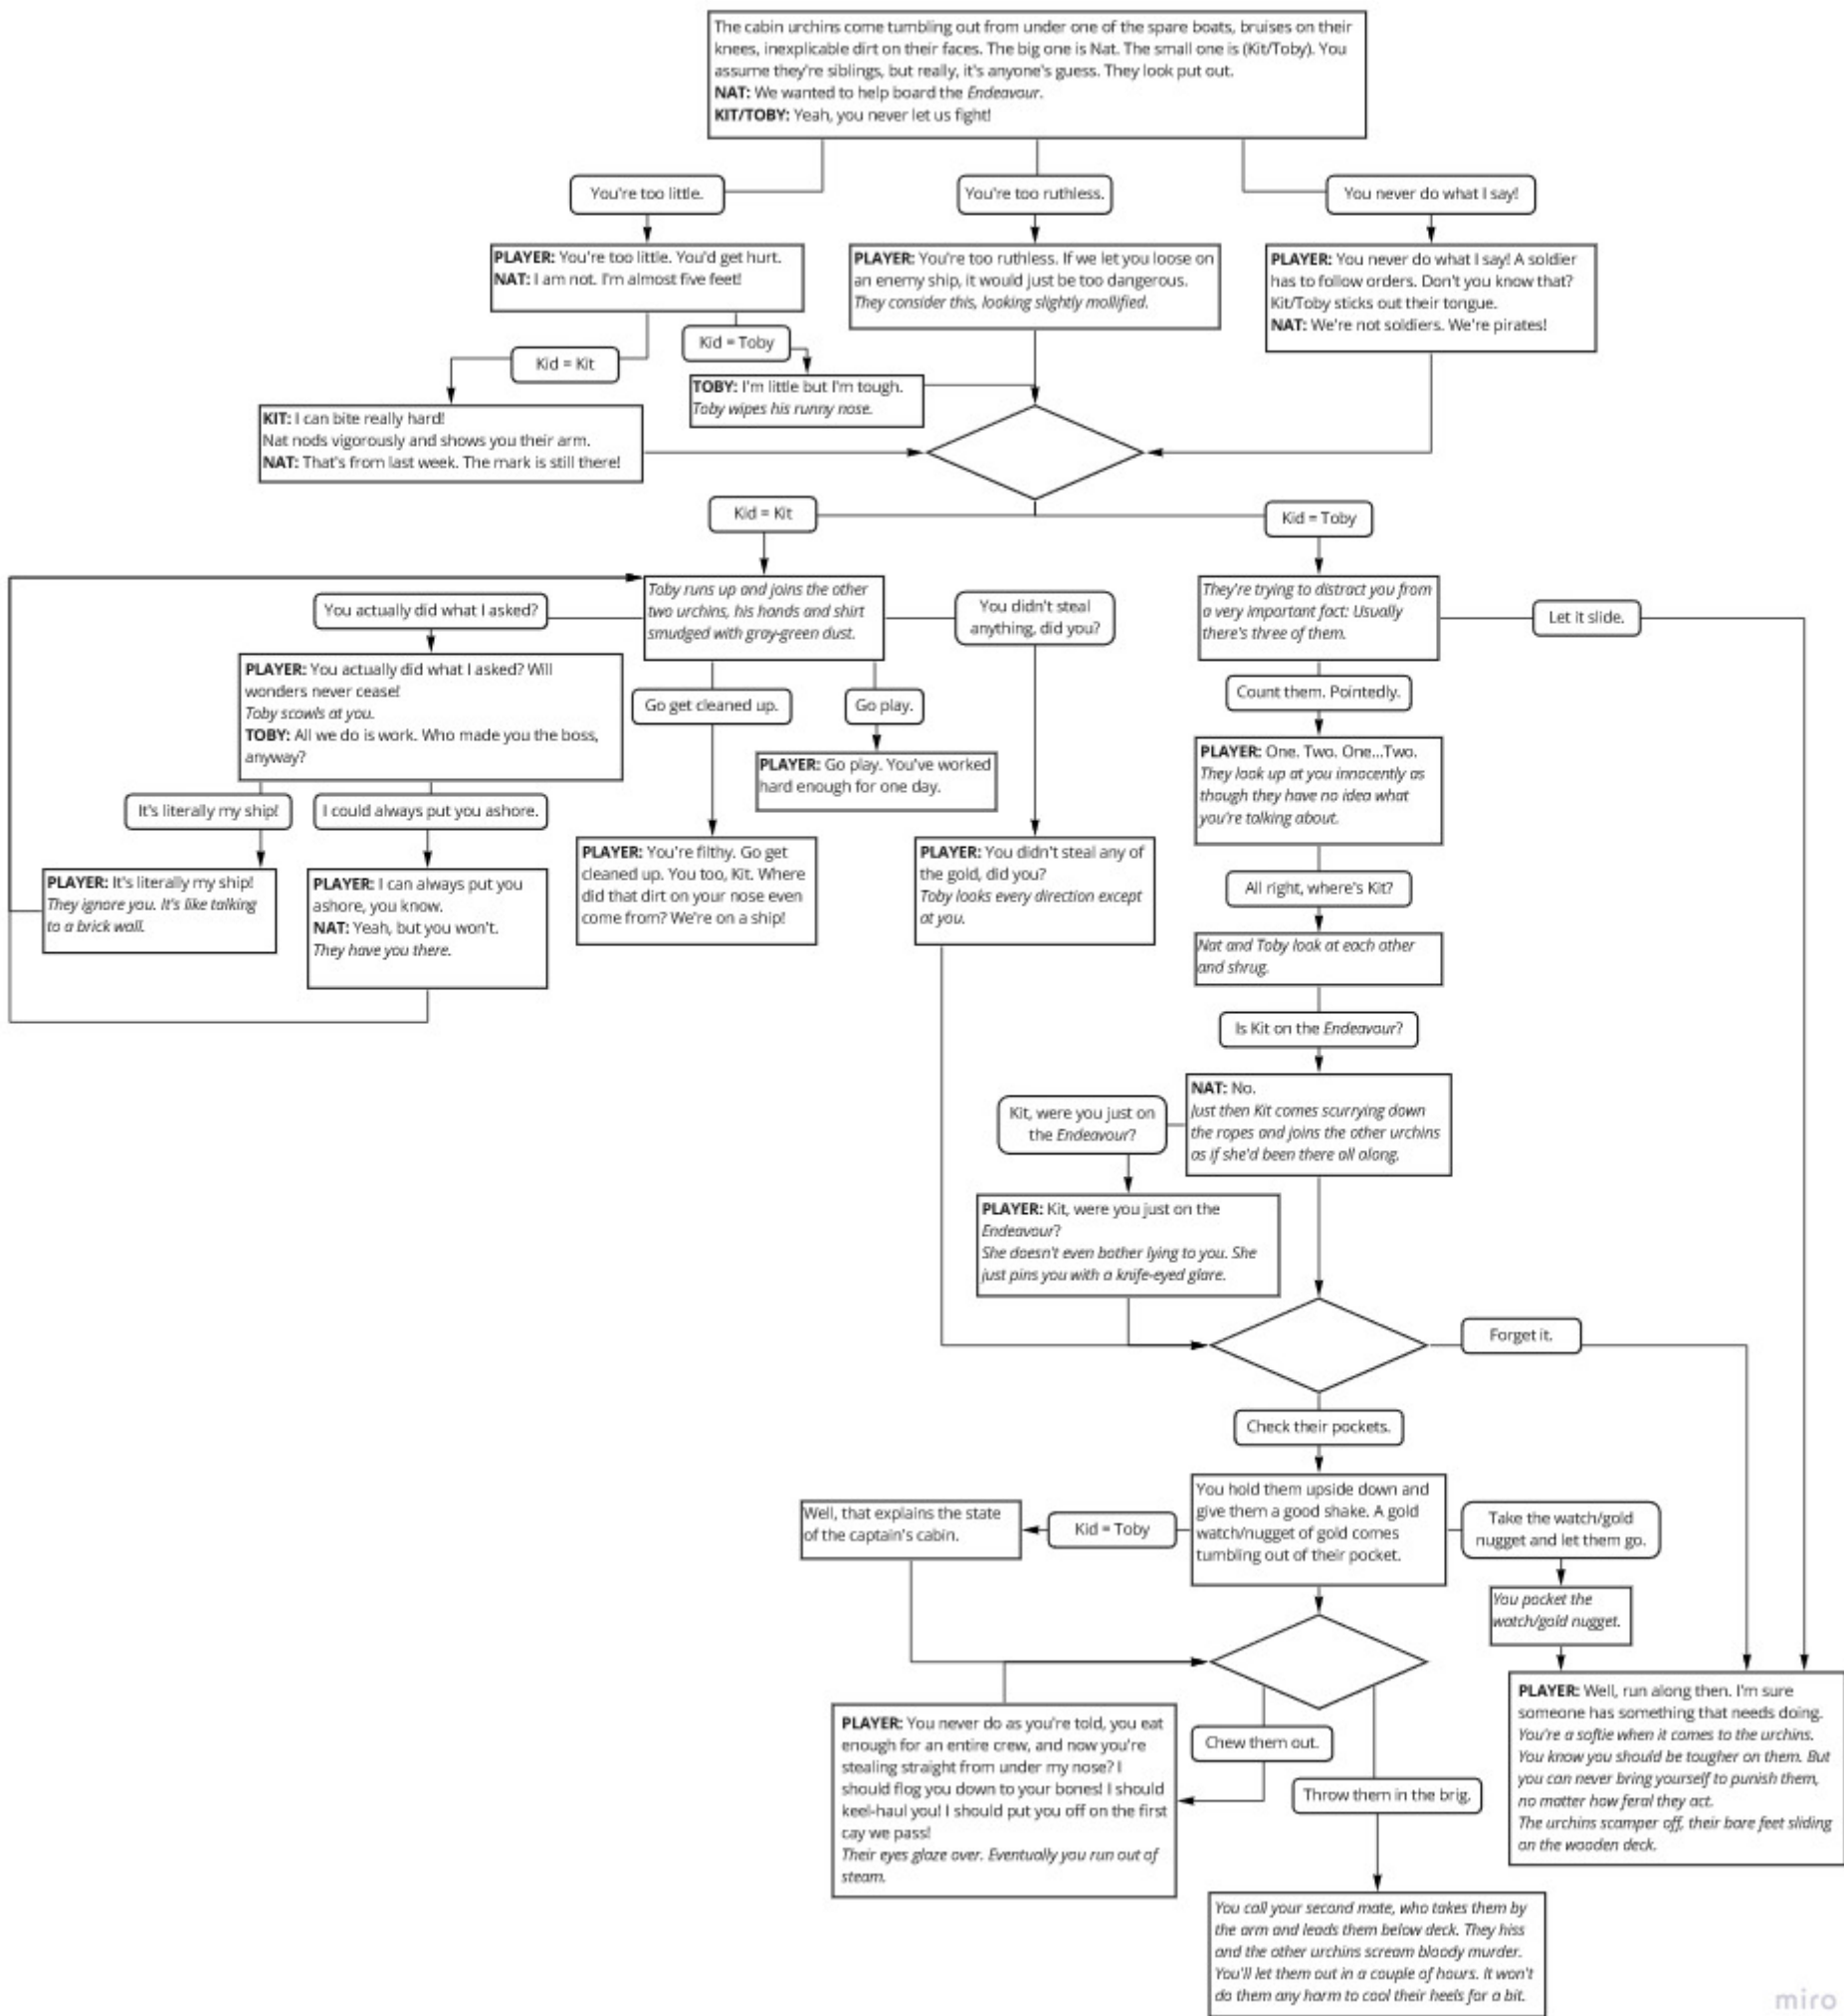 The cabin urchins come tumbling out from under one of the spare boats, bruises on their
knees, inexplicable dirt on their faces. The big one is Nat. The small one is (Kit/Toby). You
assume they're siblings, but really, it's anyone's guess. They look put out.
NAT: We wanted to help board the Endeavour.
KIT/TOBY: Yeah, you never let us fight!
You're too little.
You're too ruthless.
You never do what I say!
PLAYER: You're too little. You'd get hurt.
NAT: I am not. I'm almost five feet!
PLAYER: You're too ruthless. If we let you loose on
an enemy ship, it would just be too dangerous.
They consider this, looking slightly mollified.
PLAYER: You never do what I say! A soldier
has to follow orders. Don't you know that?
Kit/Toby sticks out their tongue.
NAT: We're not soldiers. We're pirates!
Kid = Kit
Kid = Toby
TOBY: I'm little but I'm tough.
Toby wipes his runny nose.
KIT: I can bite really hard!
Nat nods vigorously and shows you their arm.
NAT: That's from last week. The mark is still there!
Kid = Kit
Kid = Toby
Toby runs up and joins the other
two urchins, his hands and shirt
smudged with gray-green dust.
You actually did what I asked?
You didn't steal
anything, did you?
They're trying to distract you from
a very important fact: Usually
there's three of them.
Let it slide.
PLAYER: You actually did what I asked? Will
wonders never cease!
Toby scowls at you.
TOBY: All we do is work. Who made you the boss,
anyway?
Go get cleaned up.
Go play.
Count them. Pointedly.
PLAYER: Go play. You've worked
hard enough for one day.
PLAYER: One. Two. One...Two.
They look up at you innocently as
though they have no idea what
you're talking about.
It's literally my ship!
I could always put you ashore.
PLAYER: It's literally my ship!
They ignore you. It's like talking
to a brick wall.
PLAYER: I can always put you
ashore, you know.
NAT: Yeah, but you won't.
They have you there.
PLAYER: You're filthy. Go get
cleaned up. You too, Kit. Where
did that dirt on your nose even
come from? We're on a ship!
PLAYER: You didn't steal any of
the gold, did you?
Toby looks every direction except
at you.
All right, where's Kit?
Nat and Toby look at each other
and shrug.
Is Kit on the Endeavour?
NAT: No.
Just then Kit comes scurrying down
the ropes and joins the other urchins
as if she'd been there all along.
Kit, were you just on
the Endeavour?
PLAYER: Kit, were you just on the
Endeavour?
She doesn't even bother lying to you. She
just pins you with a knife-eyed glare.
Forget it.
Check their pockets.
You hold them upside down and
give them a good shake. A gold
watch/nugget of gold comes
tumbling out of their pocket.
Kid = Toby
Well, that explains the state
of the captain's cabin.
Take the watch/gold
nugget and let them go.
You pocket the
watch/gold nugget.
PLAYER: Well, run along then. I'm sure
someone has something that needs doing.
You're a softie when it comes to the urchins.
You know you should be tougher on them. But
you can never bring yourself to punish them,
no matter how feral they act.
The urchins scamper off, their bare feet sliding
on the wooden deck.
PLAYER: You never do as you're told, you eat
enough for an entire crew, and now you're
stealing straight from under my nose? I
should flog you down to your bones! I should
keel-haul you! I should put you off on the first
cay we pass!
Their eyes glaze over. Eventually you run out of
steam.
Chew them out.
Throw them in the brig.
You call your second mate, who takes them by
the arm and leads them below deck. They hiss
and the other urchins scream bloody murder.
You'll let them out in a couple of hours. It won't
do them any harm to cool their heels for a bit.
miro